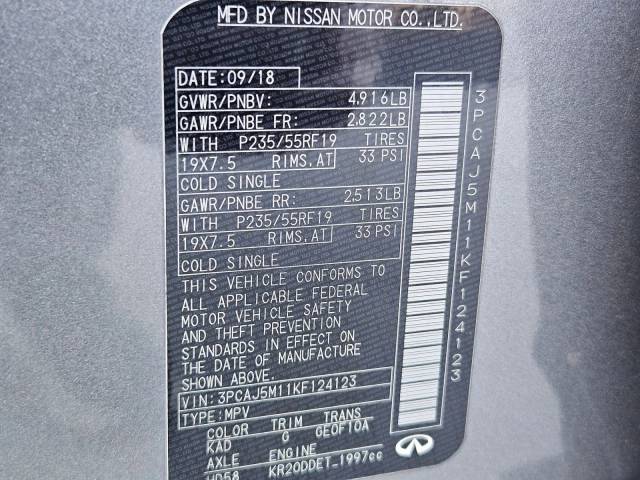 MFD BY NISSAN MOTOR CO.,LTD.
DATE:09/18
GVWR/PNBV: 4,916LB
GAWR/PNBE FR: 2,822LB
WITH P235/55RF19 TIRES
19X7.5 RIMS,AT 33 PSI
COLD SINGLE
GAWR/PNBE RR: 2,513LB
WITH P235/55RF19 TIRES
19X7.5 RIMS,AT 33 PSI
COLD SINGLE
THIS VEHICLE CONFORMS TO
ALL APPLICABLE FEDERAL
MOTOR VEHICLE SAFETY
AND THEFT PREVENTION
STANDARDS IN EFFECT ON
THE DATE OF MANUFACTURE
SHOWN ABOVE.
VIN: 3PCAJ5M11KF124123
TYPE:MPV
COLOR TRIM TRANS
KAD G GE0F10A
AXLE ENGINE
HD58 KR20DDET 1997cc
3PCAJ5M11KF124123